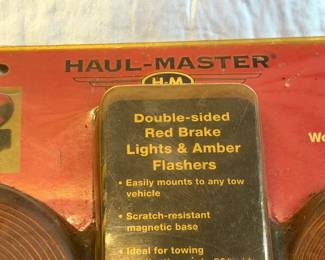 HAUL-MASTER®
H-M
Double-sided
Red Brake
Lights & Amber
Flashers
• Easily mounts to any tow
vehicle
We
• Scratch-resistant
magnetic base
• Ideal for towing